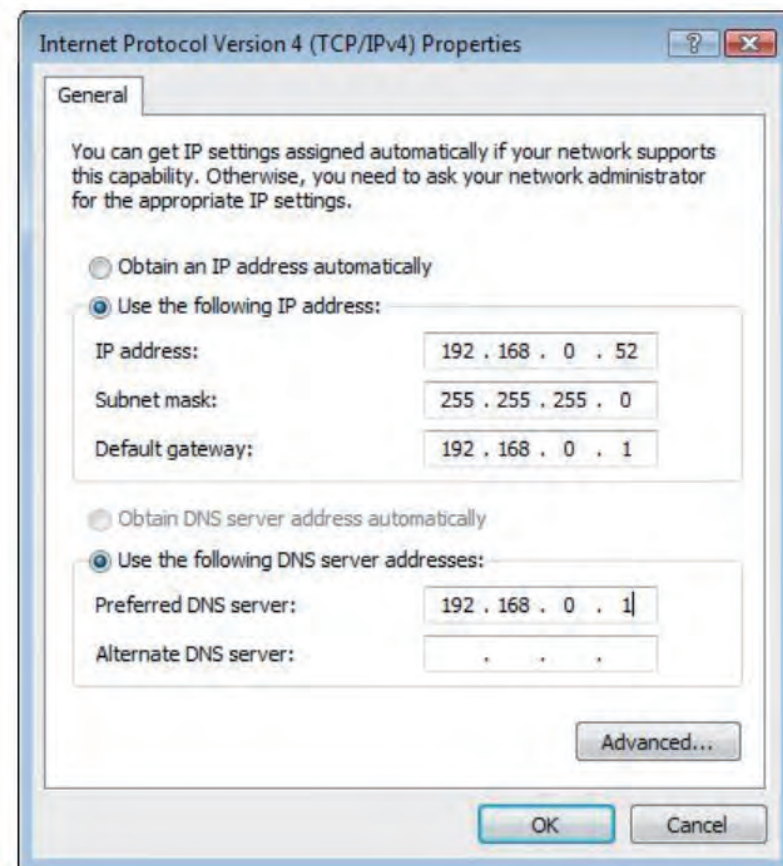 Internet Protocol Version 4 (TCP/IPv4) Properties
?
General
You can get IP settings assigned automatically if your network supports
this capability. Otherwise, you need to ask your network administrator
for the appropriate IP settings.
Obtain an IP address automatically
Use the following IP address:
IP address: 192 . 168 . 0 . 52
Subnet mask: 255 . 255 . 255 . 0
Default gateway: 192 . 168 . 0 . 1
Obtain DNS server address automatically
Use the following DNS server addresses:
Preferred DNS server: 192 . 168 . 0 . 1
Alternate DNS server: . . .
Advanced...
OK Cancel